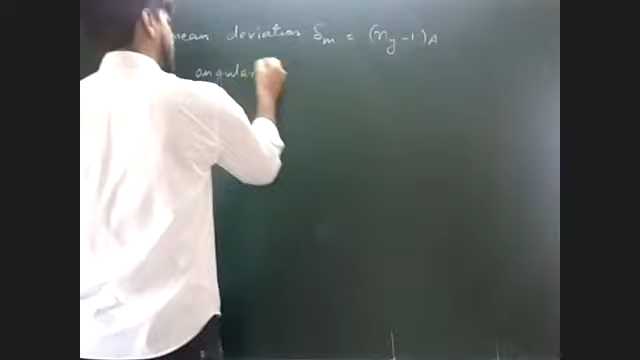 mean deviation δm = (ny - 1)A
angular